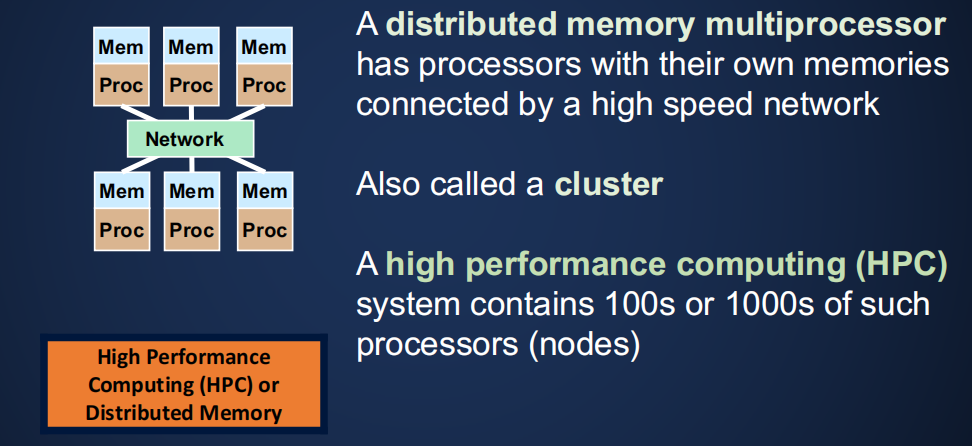 Mem Mem Mem
Proc Proc Proc
Network
Mem Mem Mem
Proc Proc Proc
High Performance
Computing (HPC) or
Distributed Memory
A distributed memory multiprocessor
has processors with their own memories
connected by a high speed network
Also called a cluster
A high performance computing (HPC)
system contains 100s or 1000s of such
processors (nodes)